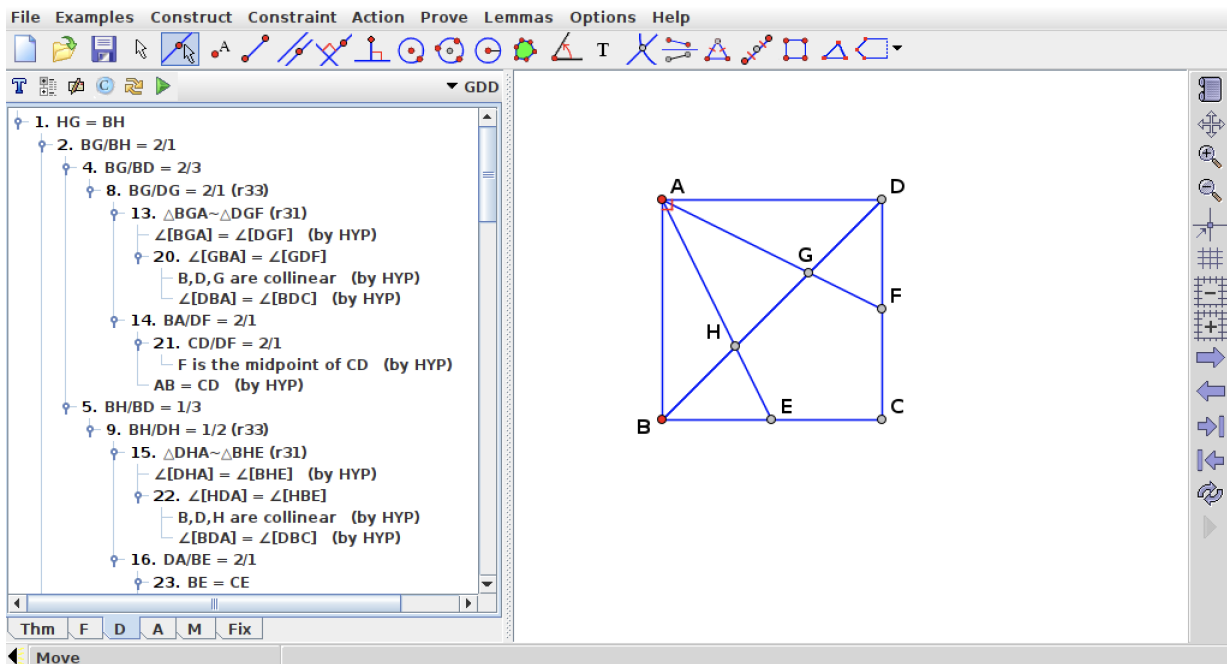 File Examples Construct Constraint Action Prove Lemmas Options Help
A
T
T
C
GDD
1. HG = BH
2. BG/BH = 2/1
4. BG/BD = 2/3
8. BG/DG = 2/1 (r33)
13. △BGA~△DGF (r31)
∠[BGA] = ∠[DGF] (by HYP)
20. ∠[GBA] = ∠[GDF]
B,D,G are collinear (by HYP)
∠[DBA] = ∠[BDC] (by HYP)
14. BA/DF = 2/1
21. CD/DF = 2/1
F is the midpoint of CD (by HYP)
AB = CD (by HYP)
5. BH/BD = 1/3
9. BH/DH = 1/2 (r33)
15. △DHA~△BHE (r31)
∠[DHA] = ∠[BHE] (by HYP)
22. ∠[HDA] = ∠[HBE]
B,D,H are collinear (by HYP)
∠[BDA] = ∠[DBC] (by HYP)
16. DA/BE = 2/1
23. BE = CE
Thm F D A M Fix
Move
A D
G
F
H
E C
B